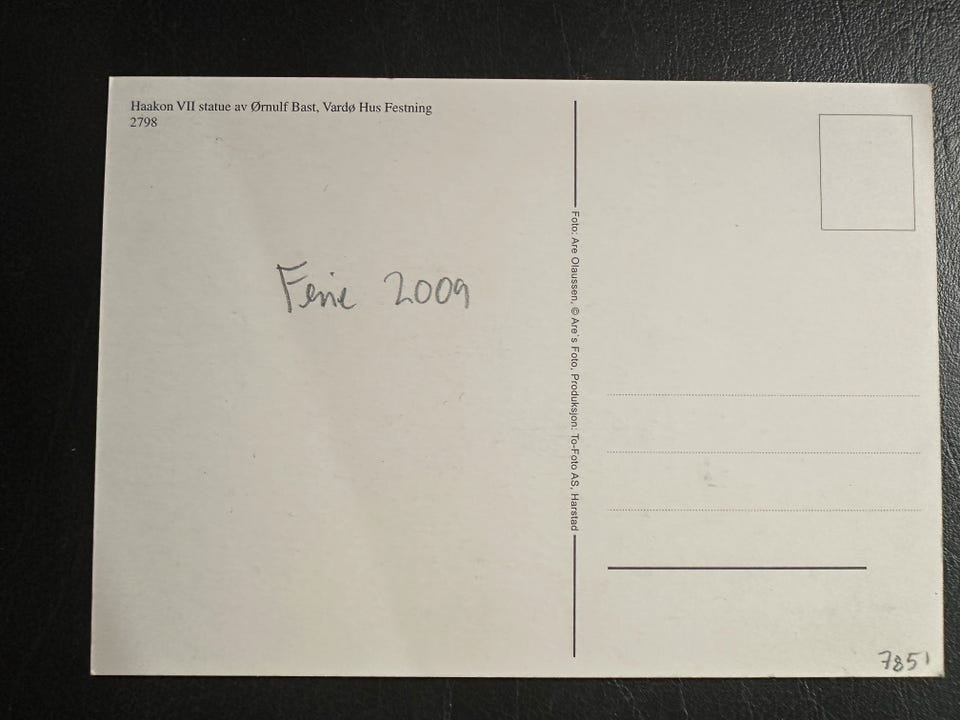 Haakon VII statue av Ørnulf Bast, Vardø Hus Festning
2798
Ferie 2009
Foto: Are Olaussen, © Are's Foto, Produksjon: To-Foto AS, Harstad
7851